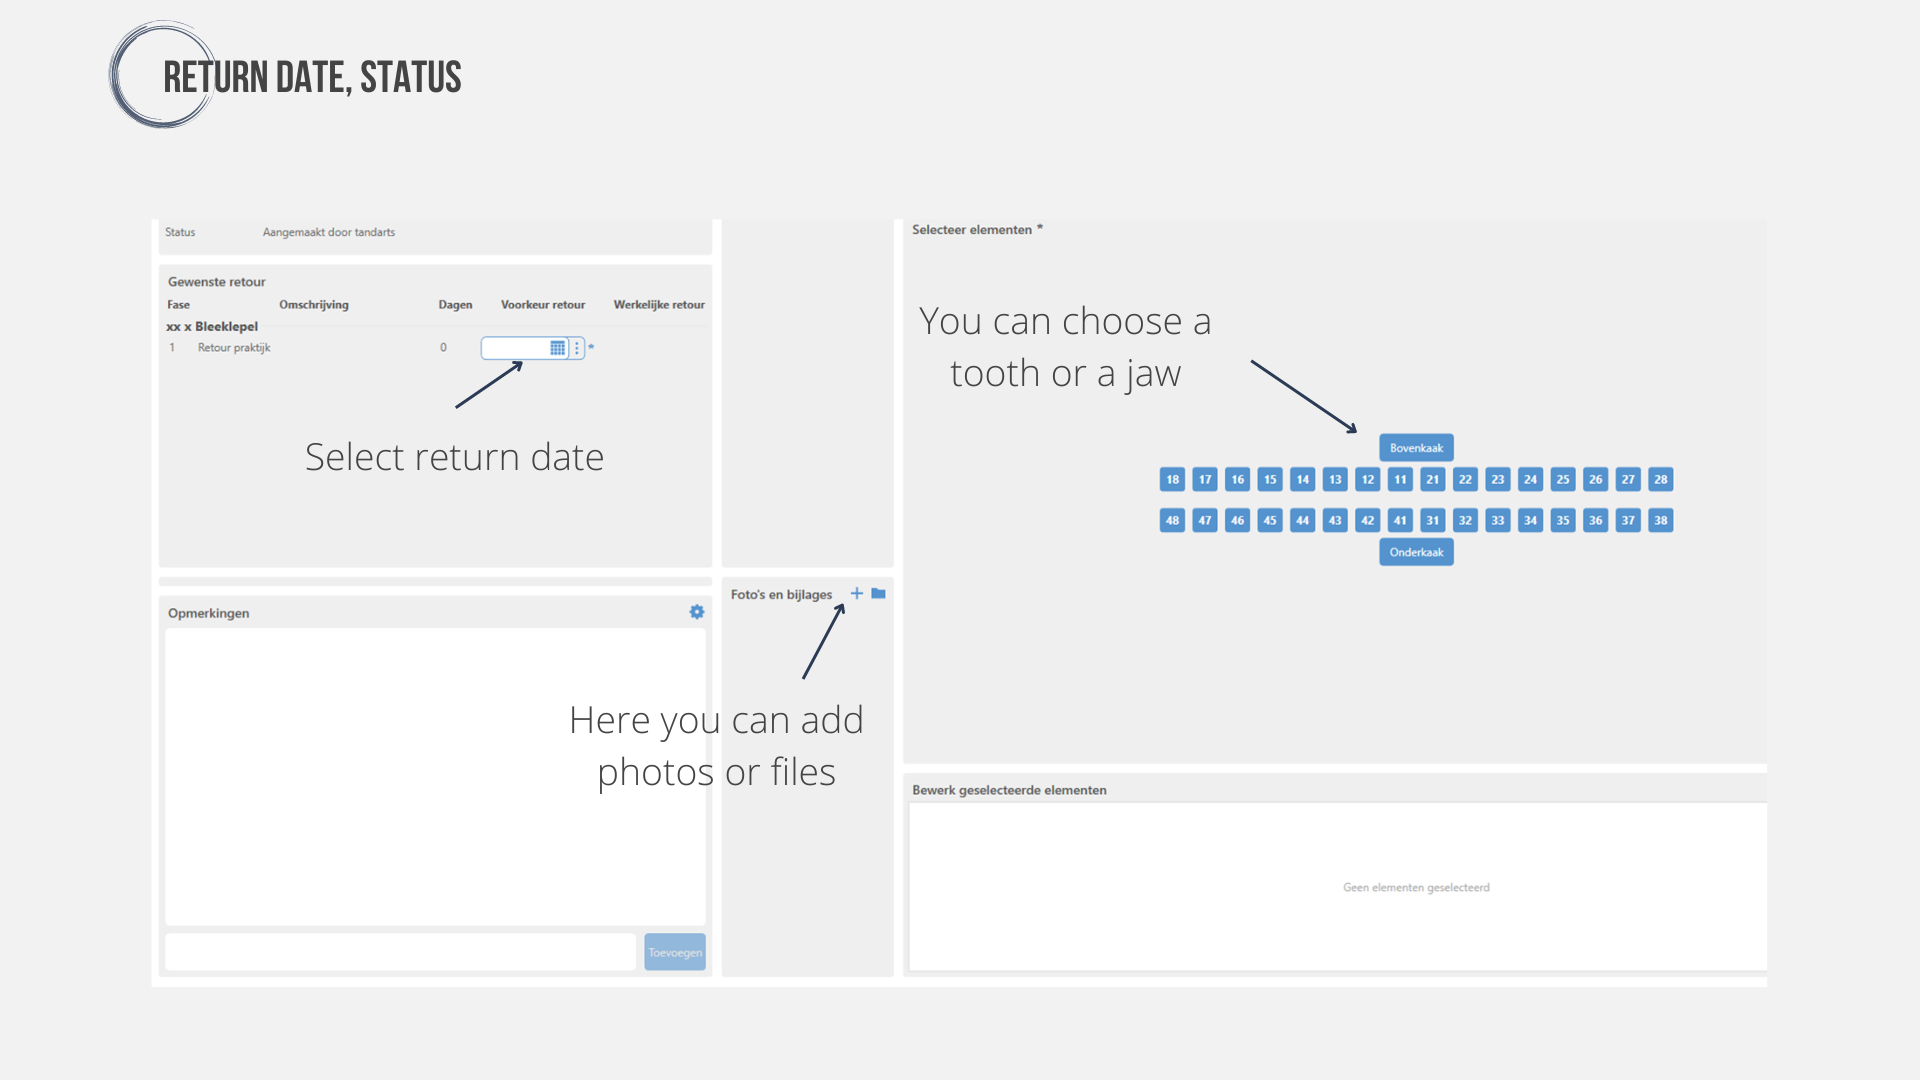 RETURN DATE, STATUS
Status Aangemaakt door tandarts
Gewenste retour
Fase Omschrijving Dagen Voorkeur retour Werkelijke retour
xx x Bleeklepel
1 Retour praktijk 0 *
Select return date
Opmerkingen
Toevoegen
Foto's en bijlages
Here you can add
photos or files
Selecteer elementen *
You can choose a
tooth or a jaw
Bovenkaak
18 17 16 15 14 13 12 11 21 22 23 24 25 26 27 28
48 47 46 45 44 43 42 41 31 32 33 34 35 36 37 38
Onderkaak
Bewerk geselecteerde elementen
Geen elementen geselecteerd